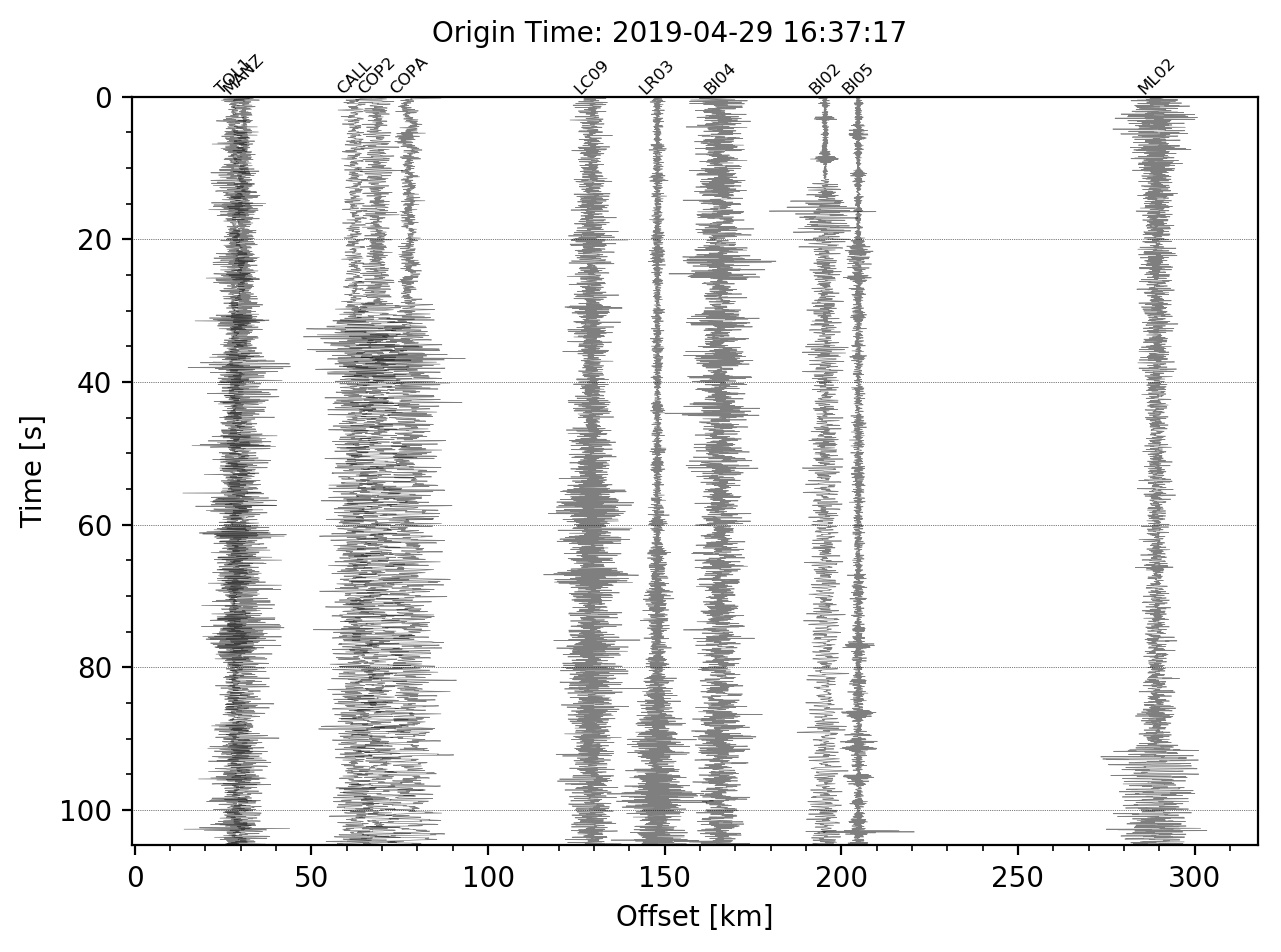 Origin Time: 2019-04-29 16:37:17
TOL1 MANZ CALL COP2 COPA LC09 LR03 BI04 BI02 BI05 ML02
0
20
40
60
80
100
Time [s]
0 50 100 150 200 250 300
Offset [km]